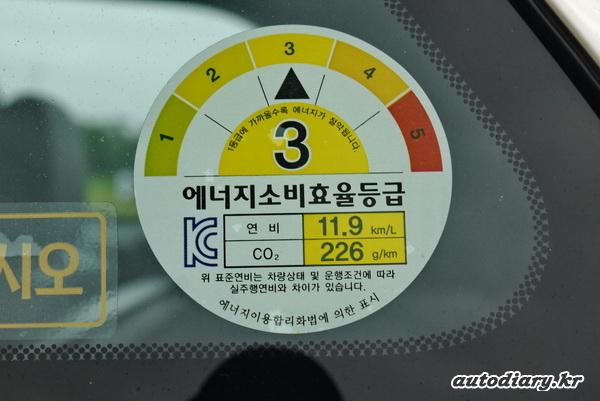 1
2
3
4
5
1등급에 가까울수록 에너지가 절약됩니다.
3
에너지소비효율등급
연 비 11.9 km/L
CO₂ 226 g/km
위 표준연비는 차량상태 및 운행조건에 따라
실주행연비와 차이가 있습니다.
에너지이용합리화법에 의한 표시
시오
autodiary.kr